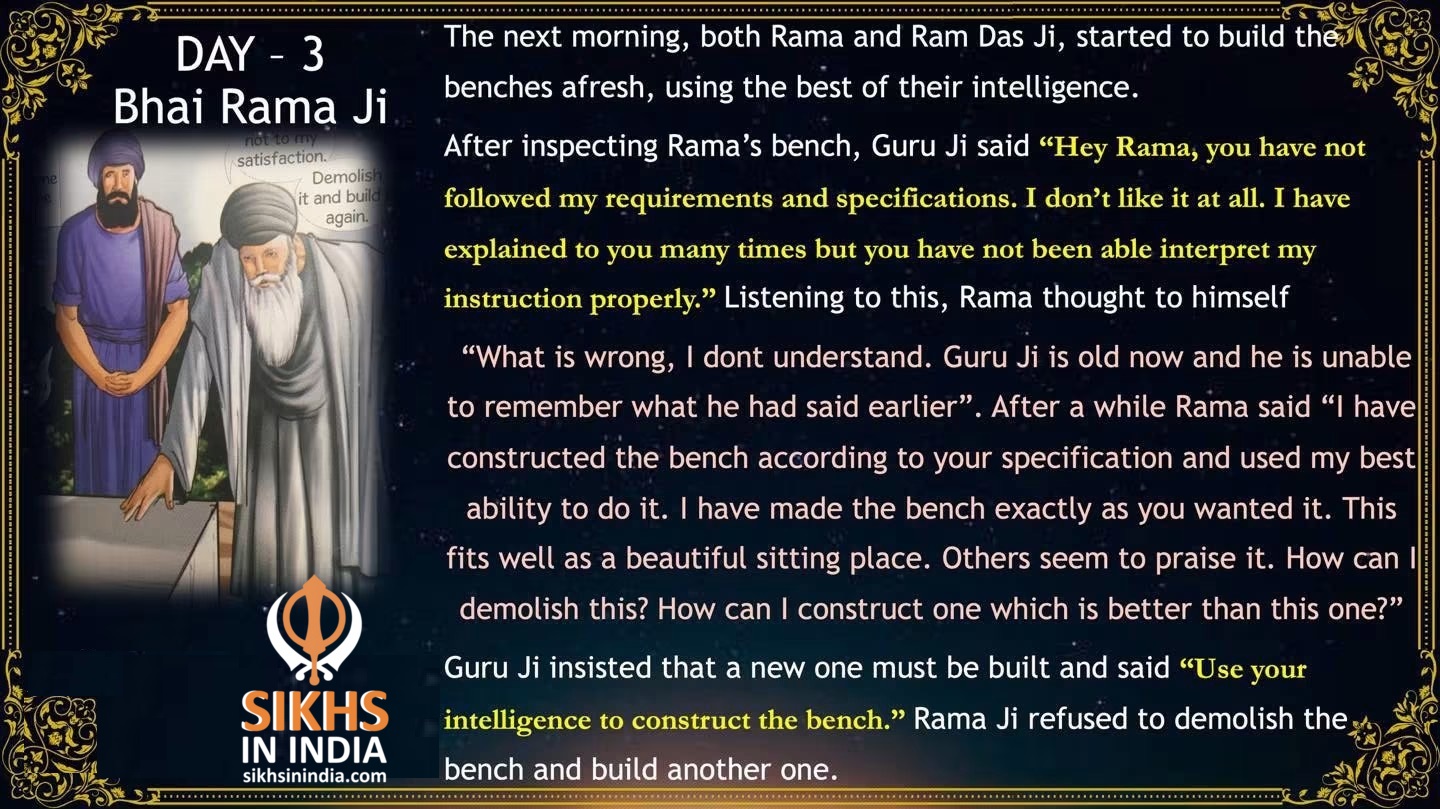 DAY – 3
Bhai Rama Ji
not to my
satisfaction.
Demolish
it and build
again.
me
SIKHS
IN INDIA
sikhsinindia.com
The next morning, both Rama and Ram Das Ji, started to build the
benches afresh, using the best of their intelligence.
After inspecting Rama’s bench, Guru Ji said “Hey Rama, you have not
followed my requirements and specifications. I don’t like it at all. I have
explained to you many times but you have not been able interpret my
instruction properly.” Listening to this, Rama thought to himself
“What is wrong, I dont understand. Guru Ji is old now and he is unable
to remember what he had said earlier”. After a while Rama said “I have
constructed the bench according to your specification and used my best
ability to do it. I have made the bench exactly as you wanted it. This
fits well as a beautiful sitting place. Others seem to praise it. How can I
demolish this? How can I construct one which is better than this one?”
Guru Ji insisted that a new one must be built and said “Use your
intelligence to construct the bench.” Rama Ji refused to demolish the
bench and build another one.